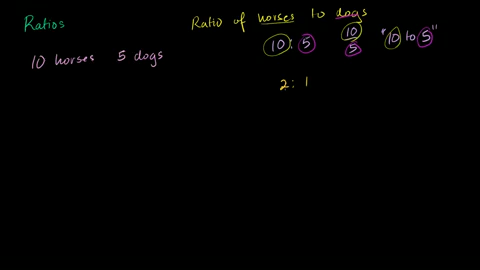 Ratios
Ratio of horses to dogs
10 horses 5 dogs
10 : 5
10
5
"10 to 5"
2 : 1